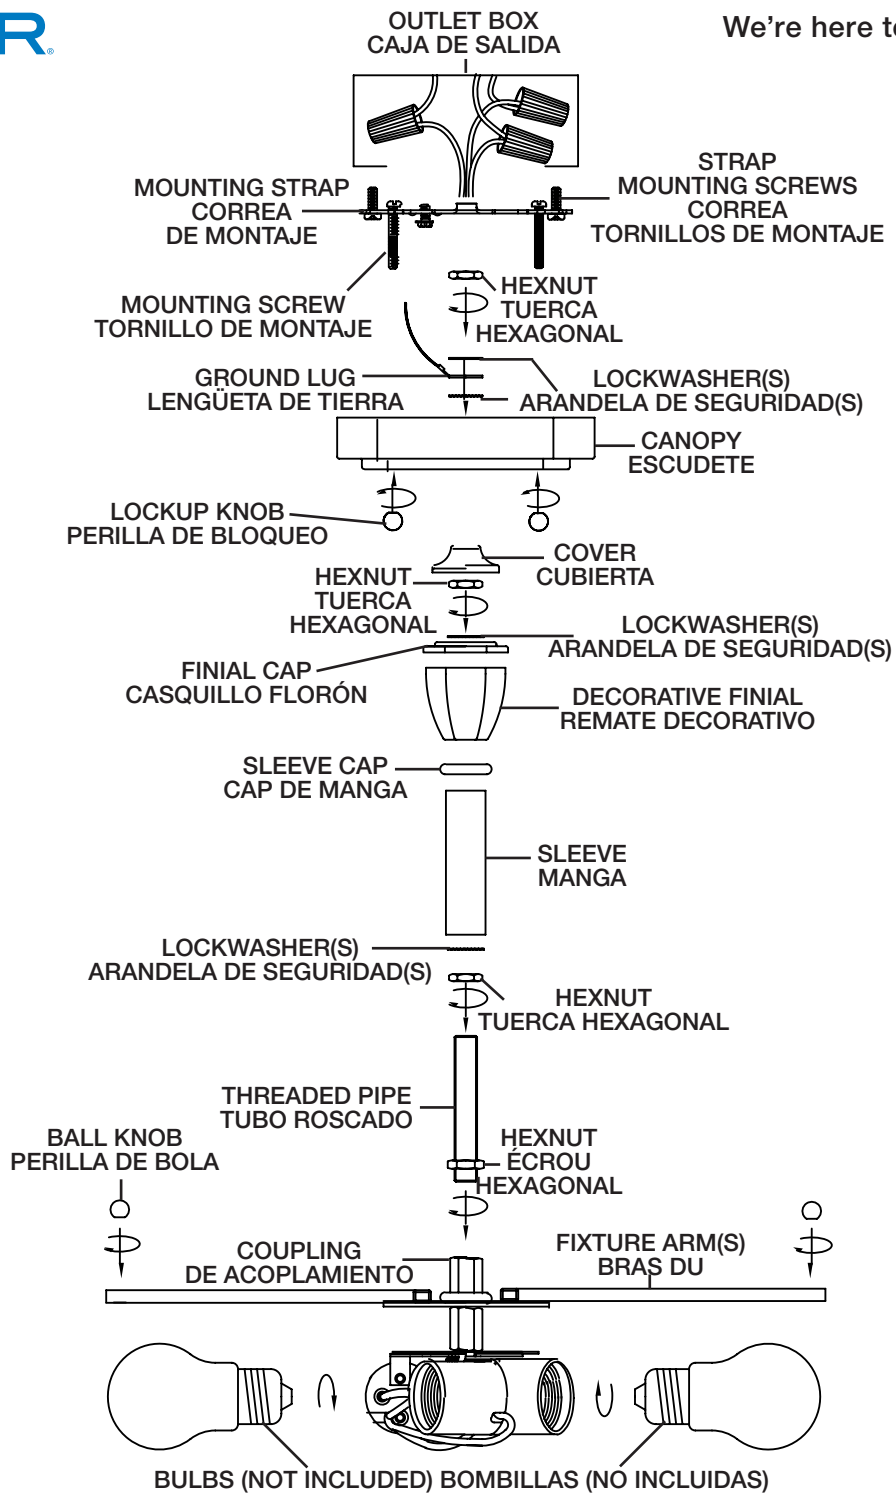 R®
We're here to
OUTLET BOX
CAJA DE SALIDA
MOUNTING STRAP
CORREA
DE MONTAJE
STRAP
MOUNTING SCREWS
CORREA
TORNILLOS DE MONTAJE
MOUNTING SCREW
TORNILLO DE MONTAJE
HEXNUT
TUERCA
HEXAGONAL
GROUND LUG
LENGÜETA DE TIERRA
LOCKWASHER(S)
ARANDELA DE SEGURIDAD(S)
CANOPY
ESCUDETE
LOCKUP KNOB
PERILLA DE BLOQUEO
COVER
CUBIERTA
HEXNUT
TUERCA
HEXAGONAL
LOCKWASHER(S)
ARANDELA DE SEGURIDAD(S)
FINIAL CAP
CASQUILLO FLORÓN
DECORATIVE FINIAL
REMATE DECORATIVO
SLEEVE CAP
CAP DE MANGA
SLEEVE
MANGA
LOCKWASHER(S)
ARANDELA DE SEGURIDAD(S)
HEXNUT
TUERCA HEXAGONAL
THREADED PIPE
TUBO ROSCADO
BALL KNOB
PERILLA DE BOLA
HEXNUT
ÉCROU
HEXAGONAL
COUPLING
DE ACOPLAMIENTO
FIXTURE ARM(S)
BRAS DU
BULBS (NOT INCLUDED) BOMBILLAS (NO INCLUIDAS)